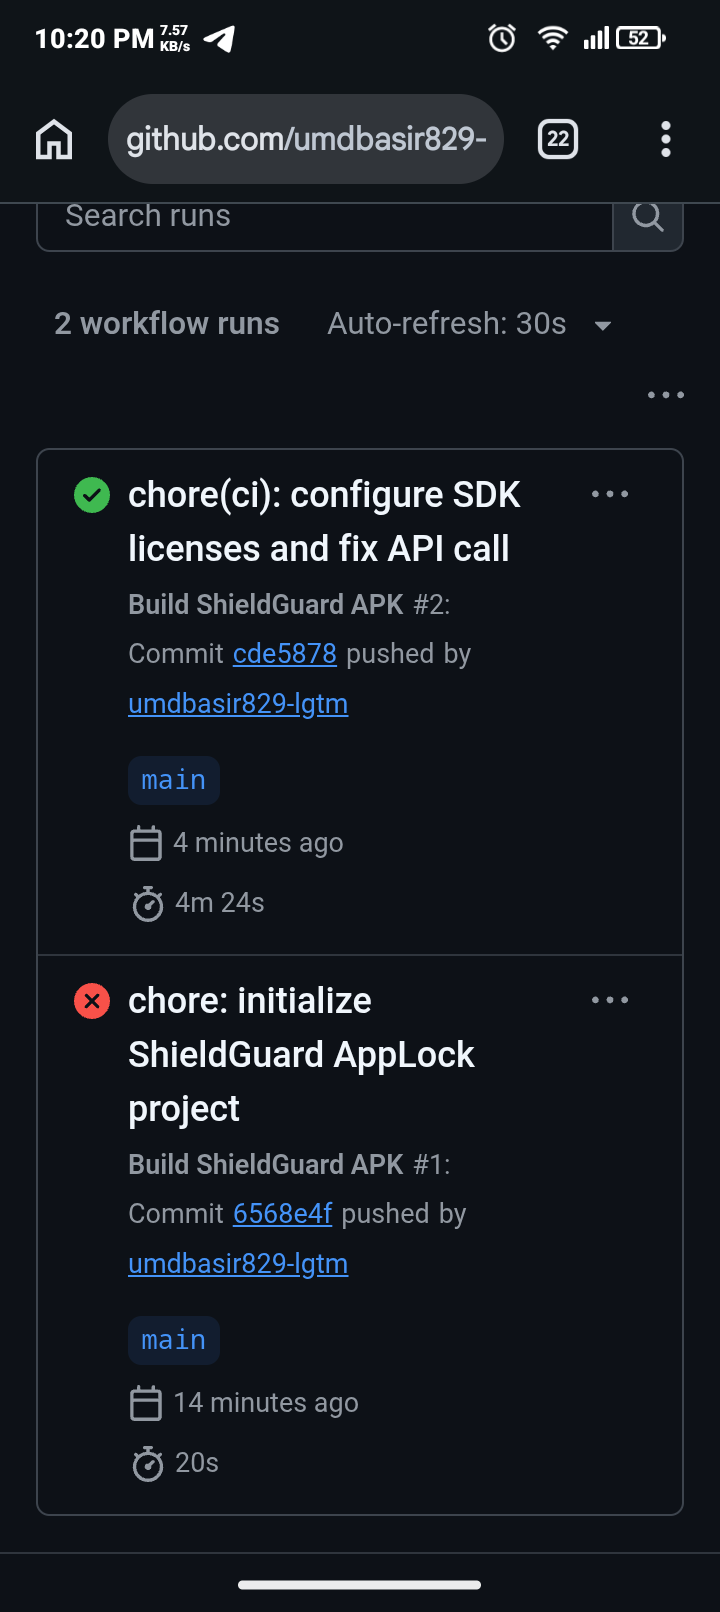 10:20 PM 7.57 KB/s 52
github.com/umdbasir829- 22
Search runs
2 workflow runs Auto-refresh: 30s
chore(ci): configure SDK
licenses and fix API call
Build ShieldGuard APK #2:
Commit cde5878 pushed by
umdbasir829-lgtm
main
4 minutes ago
4m 24s
chore: initialize
ShieldGuard AppLock
project
Build ShieldGuard APK #1:
Commit 6568e4f pushed by
umdbasir829-lgtm
main
14 minutes ago
20s